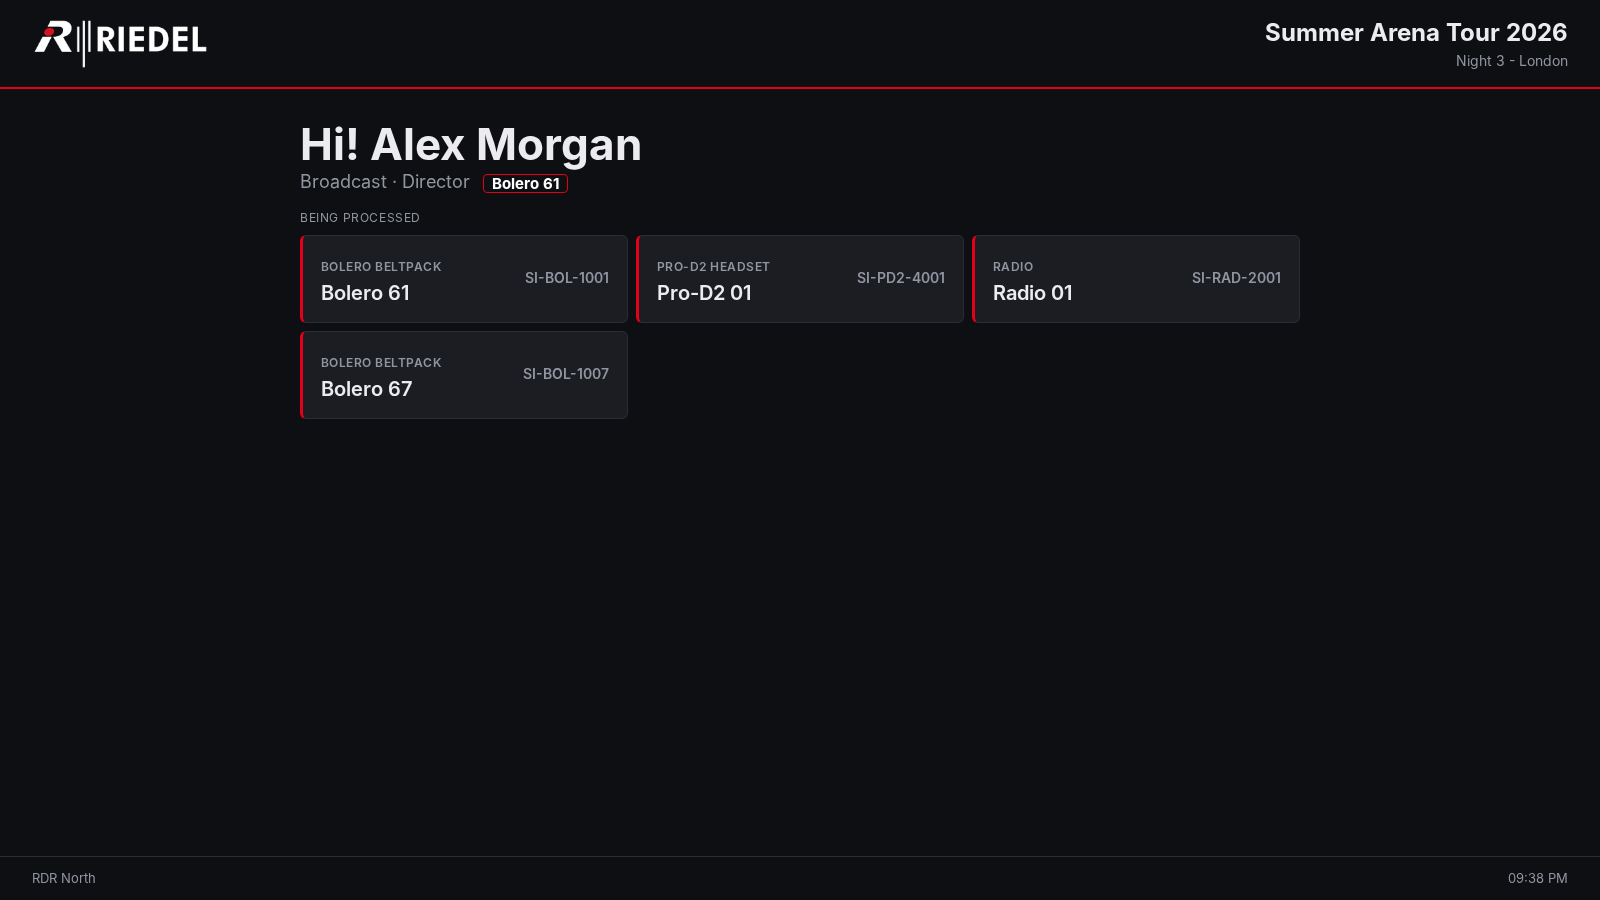 RIEDEL
Summer Arena Tour 2026
Night 3 - London
Hi! Alex Morgan
Broadcast · Director Bolero 61
BEING PROCESSED
BOLERO BELTPACK
Bolero 61
SI-BOL-1001
PRO-D2 HEADSET
Pro-D2 01
SI-PD2-4001
RADIO
Radio 01
SI-RAD-2001
BOLERO BELTPACK
Bolero 67
SI-BOL-1007
RDR North
09:38 PM